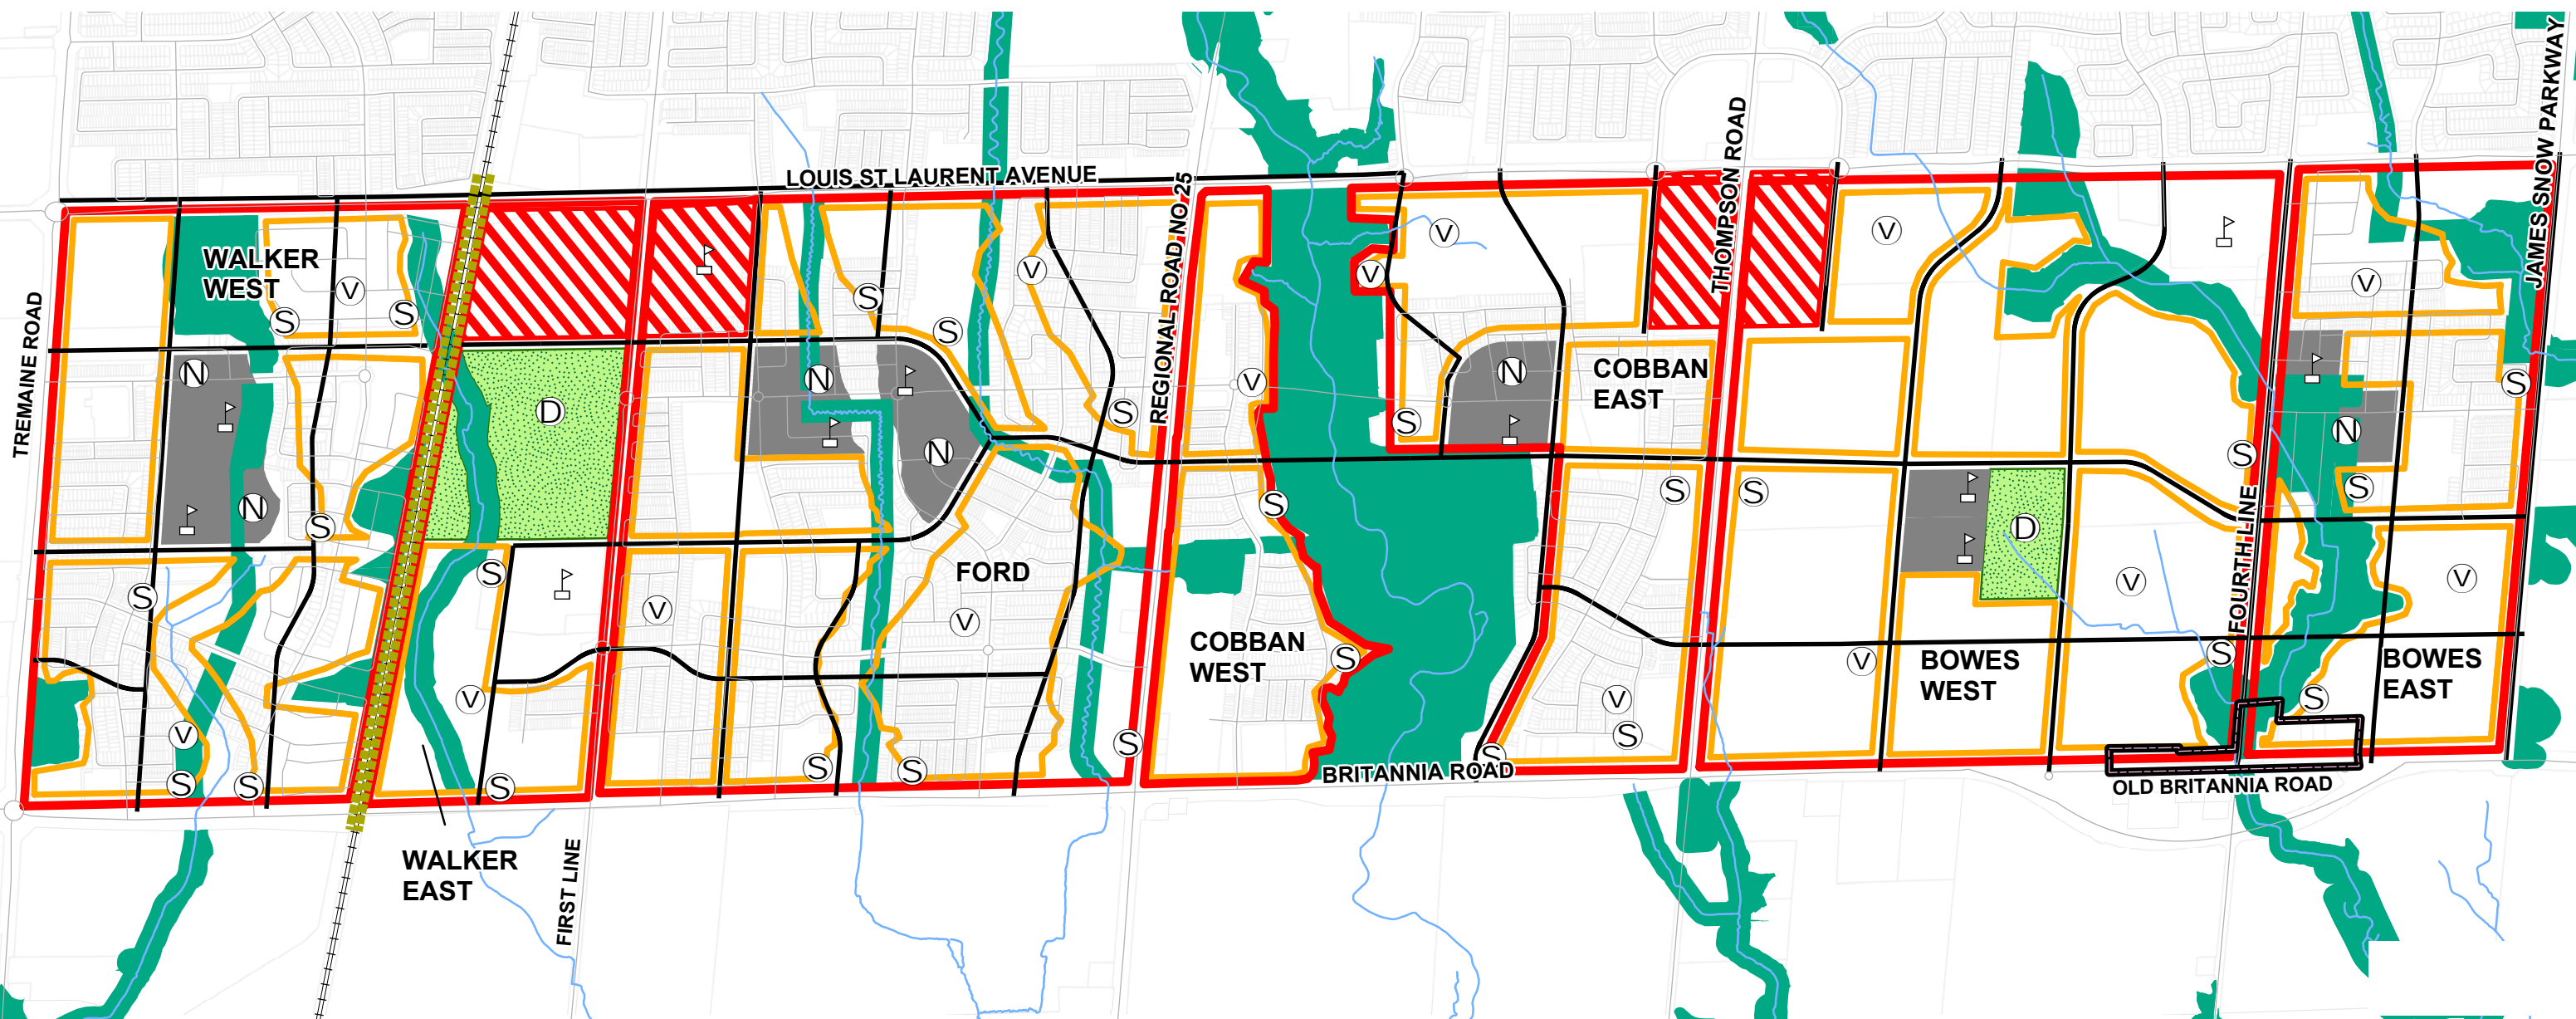 LOUIS ST LAURENT AVENUE
TREMAINE ROAD
REGIONAL ROAD NO 25
THOMPSON ROAD
JAMES SNOW PARKWAY
WALKER
WEST
V
S
S
N
N
S
S
V
S
S
D
S
V
S
WALKER
EAST
FIRST LINE
S
V
S
N
N
S
V
V
FORD
S
S
S
V
S
COBBAN
WEST
S
BRITANNIA ROAD
V
V
S
N
COBBAN
EAST
S
V
S
S
S
V
D
V
V
S
S
BOWES
WEST
FOURTH LINE
V
N
S
S
V
S
BOWES
EAST
OLD BRITANNIA ROAD